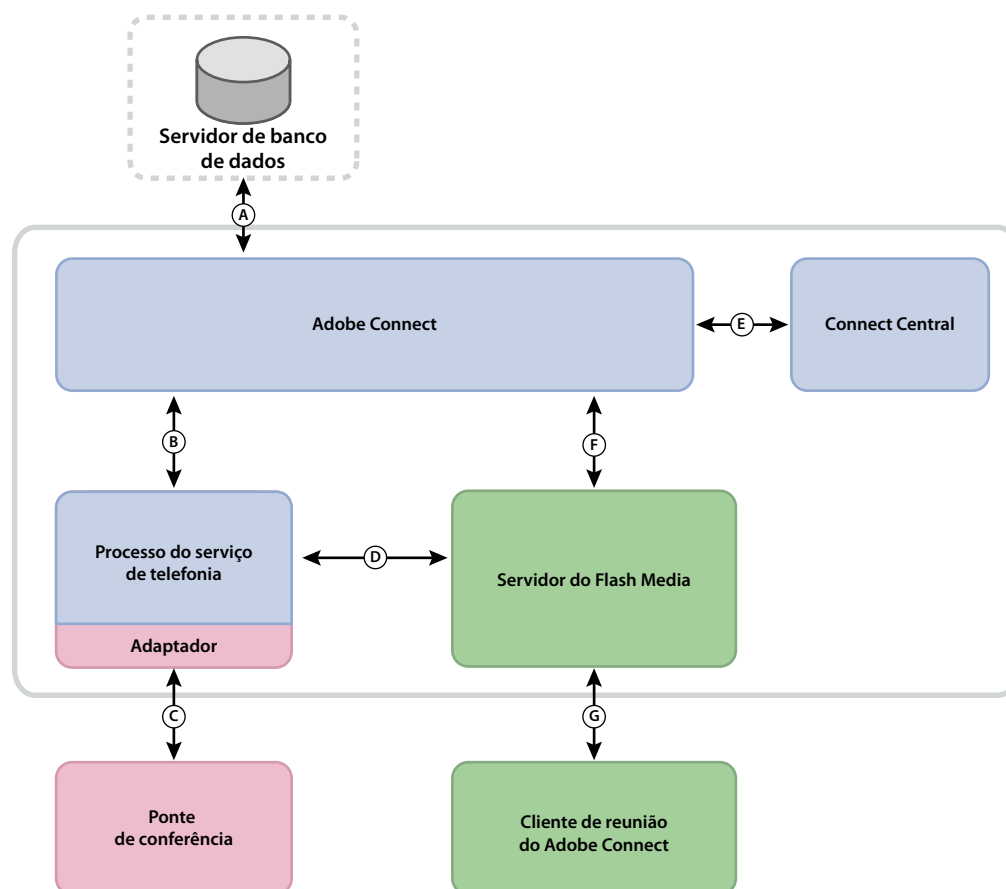 Servidor de banco
de dados
A
Adobe Connect
E
Connect Central
B
F
Processo do serviço
de telefonia
D
Servidor do Flash Media
Adaptador
C
G
Ponte
de conferência
Cliente de reunião
do Adobe Connect